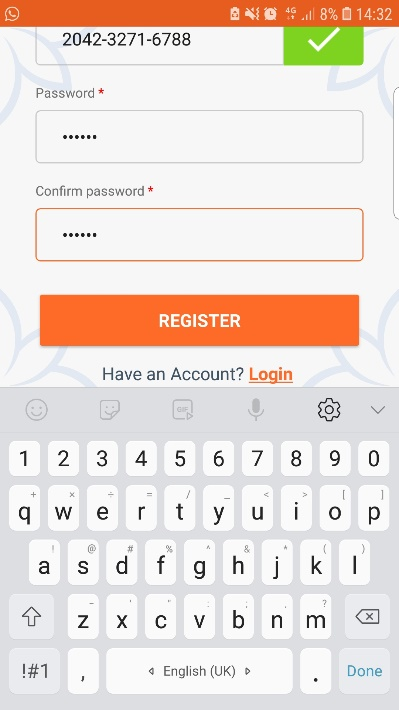 4G 8% 14:32
2042-3271-6788
Password *
••••••
Confirm password *
••••••
REGISTER
Have an Account? Login
GIF
1 2 3 4 5 6 7 8 9 0
+ × ÷ = / _ < > [ ]
q w e r t y u i o p
! @ # % ^ & * ( )
a s d f g h j k l
- ' " : ; , ?
z x c v b n m
!#1 , English (UK) . Done